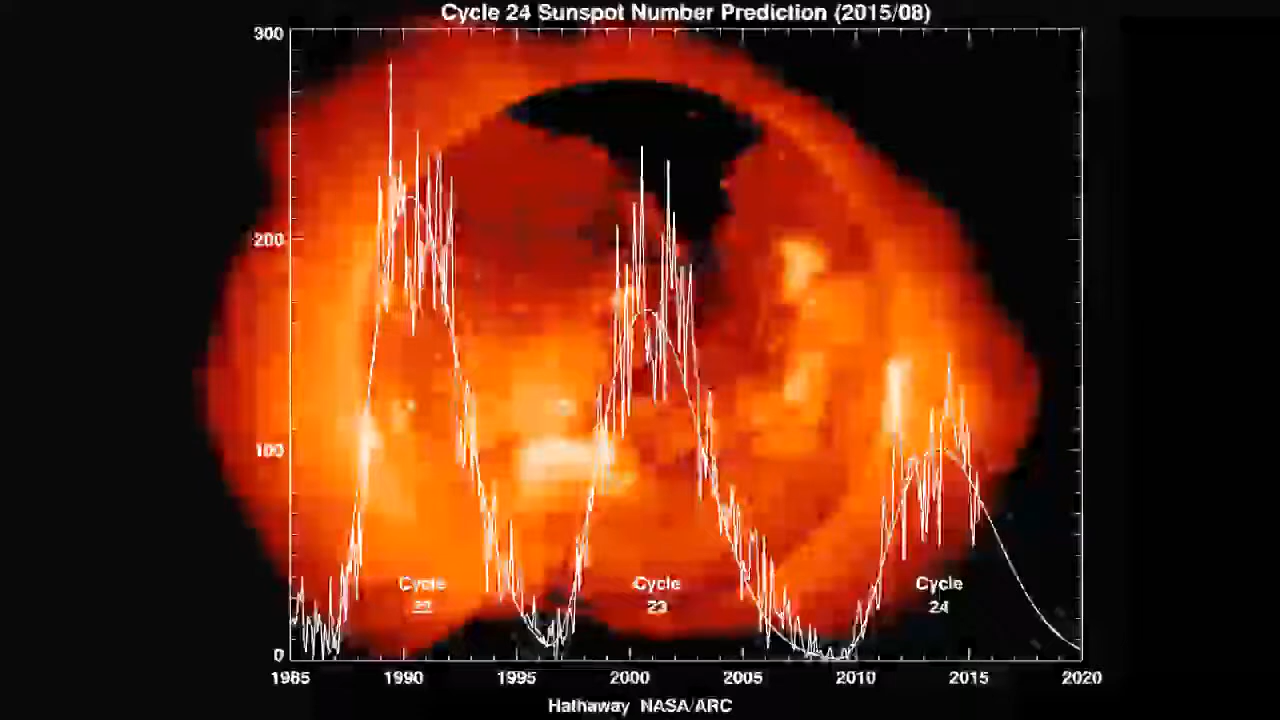 Cycle 24 Sunspot Number Prediction (2015/08)
300
200
100
0
Cycle
22
Cycle
23
Cycle
24
1985 1990 1995 2000 2005 2010 2015 2020
Hathaway NASA/ARC